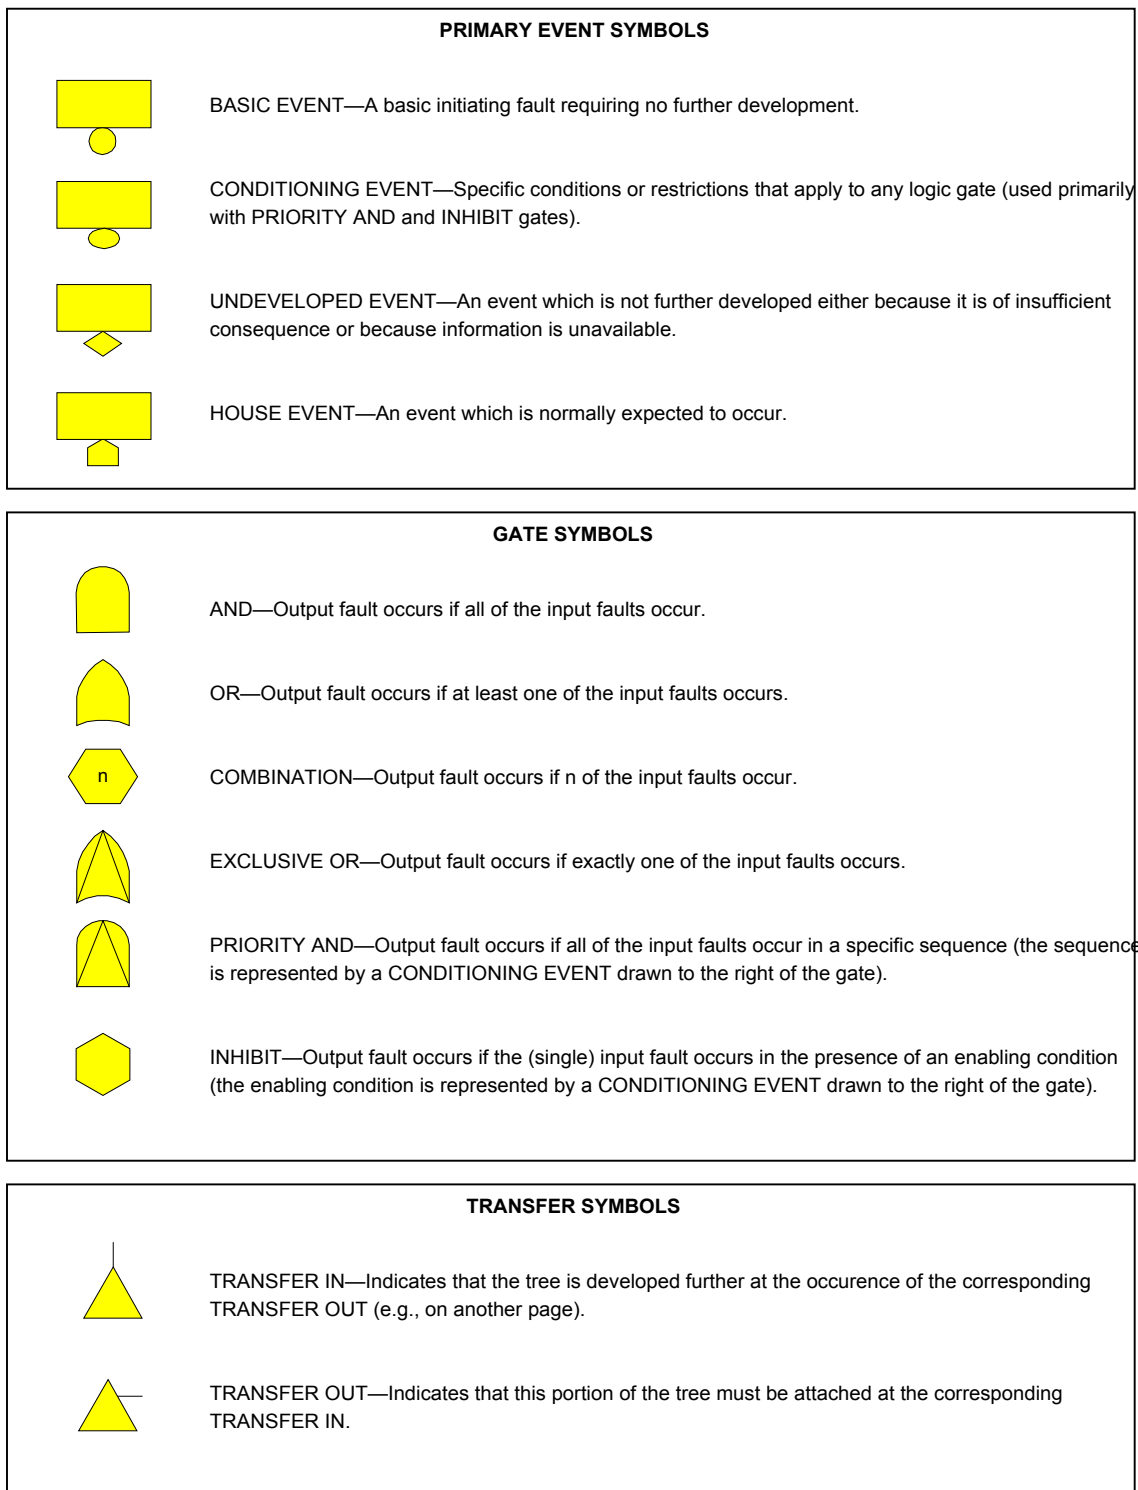 PRIMARY EVENT SYMBOLS
BASIC EVENT—A basic initiating fault requiring no further development.
CONDITIONING EVENT—Specific conditions or restrictions that apply to any logic gate (used primarily
with PRIORITY AND and INHIBIT gates).
UNDEVELOPED EVENT—An event which is not further developed either because it is of insufficient
consequence or because information is unavailable.
HOUSE EVENT—An event which is normally expected to occur.
GATE SYMBOLS
AND—Output fault occurs if all of the input faults occur.
OR—Output fault occurs if at least one of the input faults occurs.
n
COMBINATION—Output fault occurs if n of the input faults occur.
EXCLUSIVE OR—Output fault occurs if exactly one of the input faults occurs.
PRIORITY AND—Output fault occurs if all of the input faults occur in a specific sequence (the sequence
is represented by a CONDITIONING EVENT drawn to the right of the gate).
INHIBIT—Output fault occurs if the (single) input fault occurs in the presence of an enabling condition
(the enabling condition is represented by a CONDITIONING EVENT drawn to the right of the gate).
TRANSFER SYMBOLS
TRANSFER IN—Indicates that the tree is developed further at the occurence of the corresponding
TRANSFER OUT (e.g., on another page).
TRANSFER OUT—Indicates that this portion of the tree must be attached at the corresponding
TRANSFER IN.